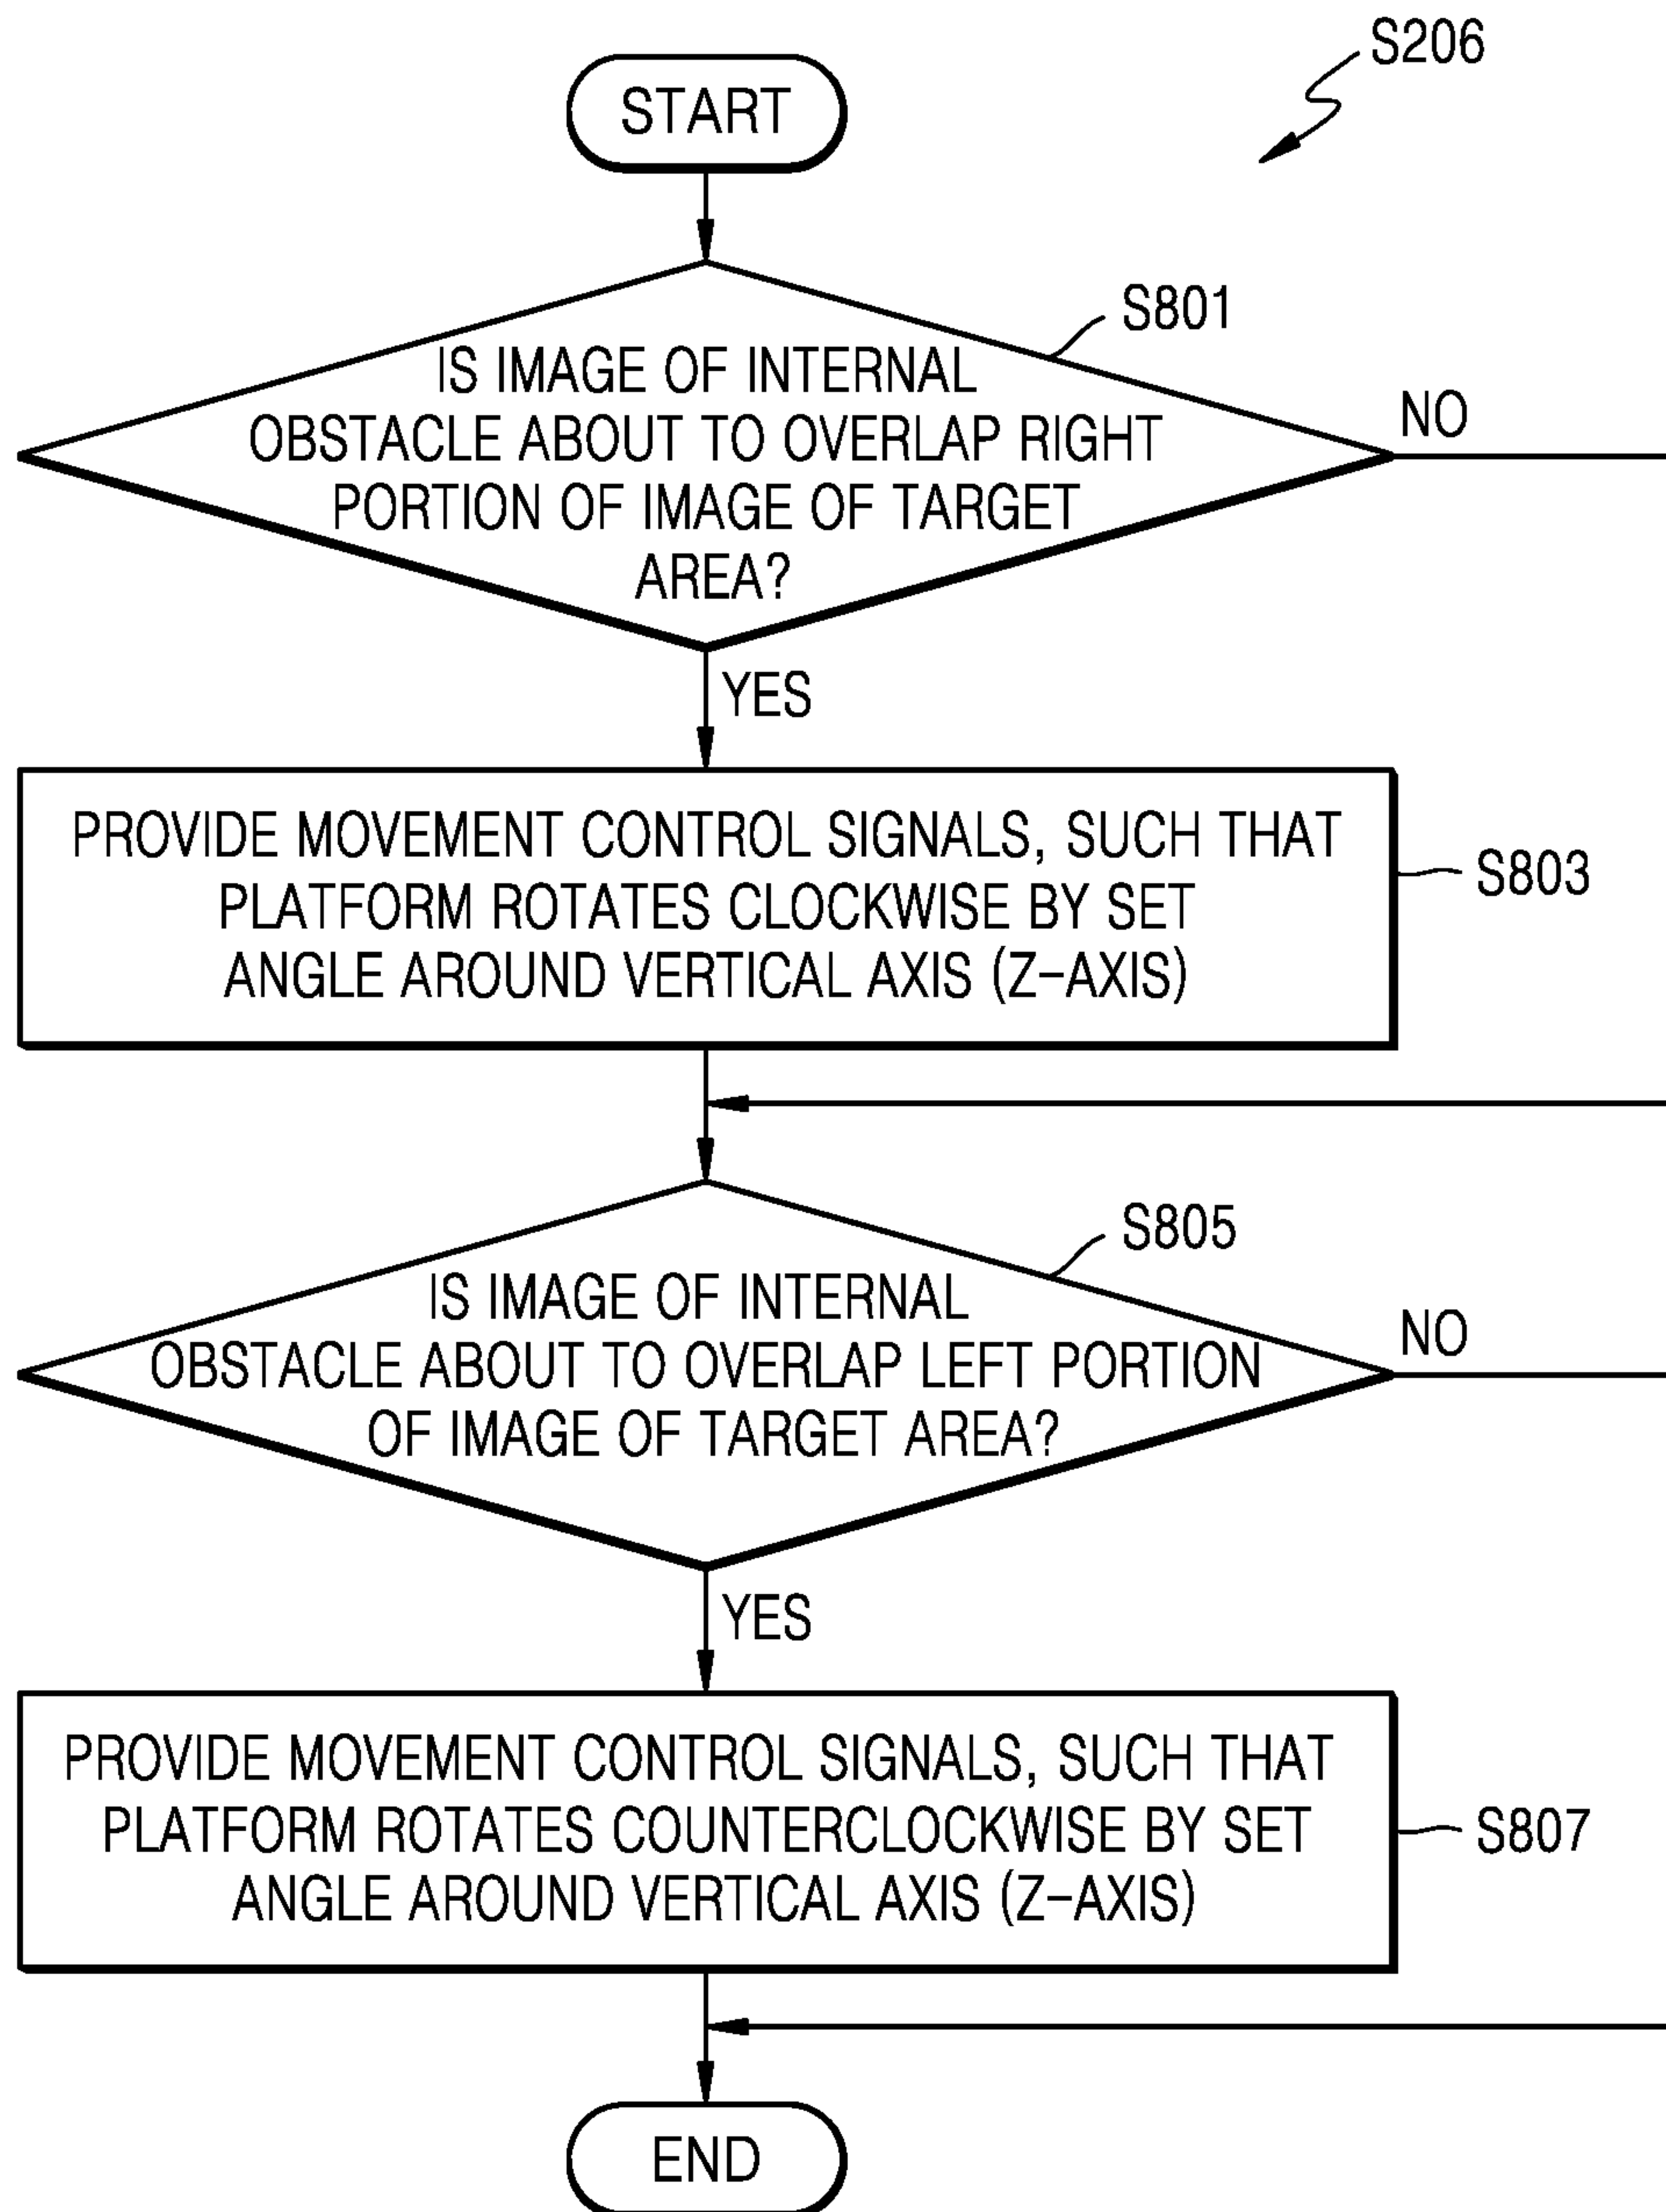 S206
START
S801
IS IMAGE OF INTERNAL
OBSTACLE ABOUT TO OVERLAP RIGHT
PORTION OF IMAGE OF TARGET
AREA?
NO
YES
PROVIDE MOVEMENT CONTROL SIGNALS, SUCH THAT
PLATFORM ROTATES CLOCKWISE BY SET
ANGLE AROUND VERTICAL AXIS (Z-AXIS)
S803
S805
IS IMAGE OF INTERNAL
OBSTACLE ABOUT TO OVERLAP LEFT PORTION
OF IMAGE OF TARGET AREA?
NO
YES
PROVIDE MOVEMENT CONTROL SIGNALS, SUCH THAT
PLATFORM ROTATES COUNTERCLOCKWISE BY SET
ANGLE AROUND VERTICAL AXIS (Z-AXIS)
S807
END